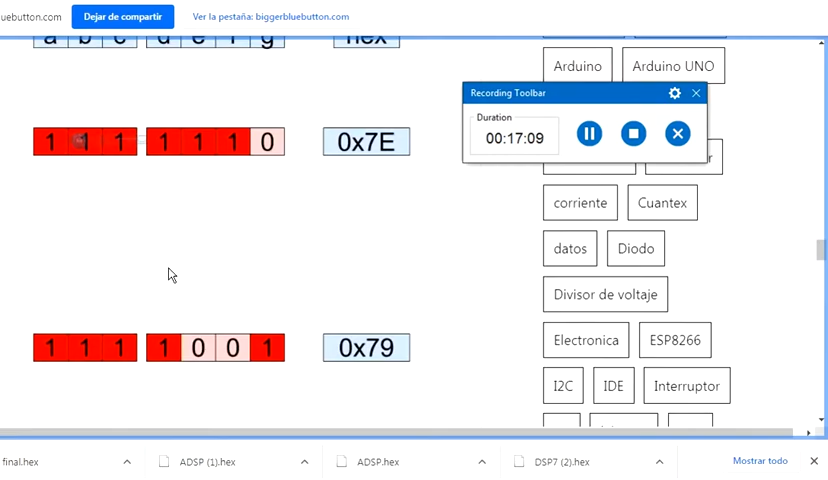 uebutton.com Dejar de compartir Ver la pestaña: biggerbluebutton.com
a b c d e f g hex
Arduino Arduino UNO
Recording Toolbar
Duration
00:17:09
1 1 1 1 1 1 0 0x7E
corriente Cuantex
datos Diodo
Divisor de voltaje
1 1 1 1 0 0 1 0x79
Electronica ESP8266
I2C IDE Interruptor
final.hex ADSP (1).hex ADSP.hex DSP7 (2).hex Mostrar todo